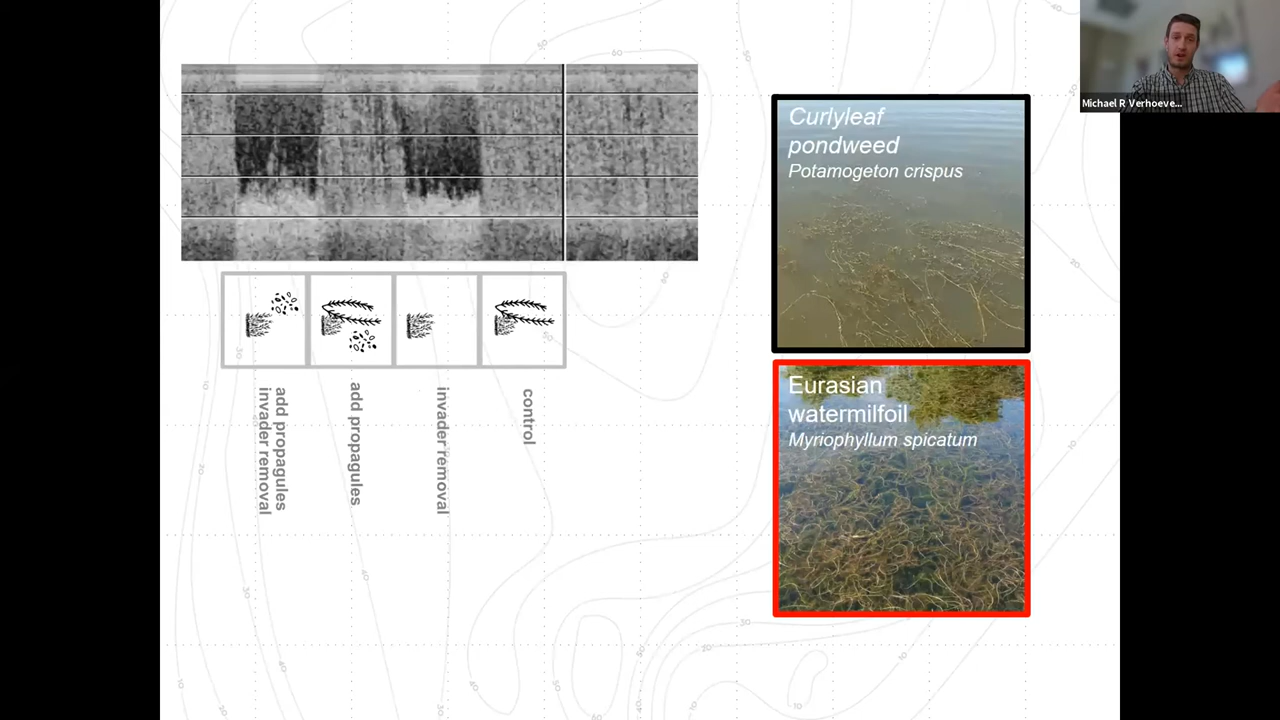 Michael R Verhoeve...
Curlyleaf
pondweed
Potamogeton crispus
Eurasian
watermilfoil
Myriophyllum spicatum
add propagules
invader removal
add propagules
invader removal
control